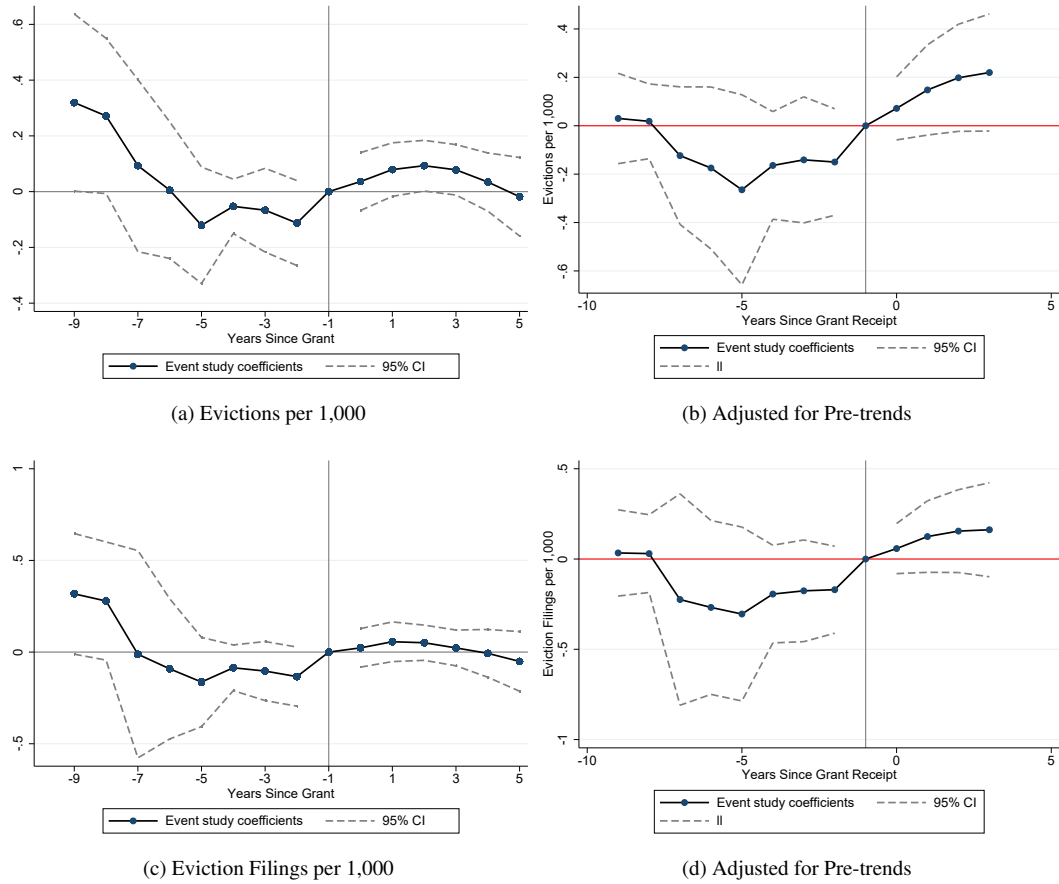 .6
.4
.2
0
-.2
-.4
-9 -7 -5 -3 -1 1 3 5
Years Since Grant
Event study coefficients 95% CI
(a) Evictions per 1,000
Evictions per 1,000
.4
.2
0
-.2
-.4
-.6
-10 -5 0 5
Years Since Grant Receipt
Event study coefficients 95% CI
ll
(b) Adjusted for Pre-trends
1
.5
0
-.5
-9 -7 -5 -3 -1 1 3 5
Years Since Grant
Event study coefficients 95% CI
(c) Eviction Filings per 1,000
Eviction Filings per 1,000
.5
0
-.5
-1
-10 -5 0 5
Years Since Grant Receipt
Event study coefficients 95% CI
ll
(d) Adjusted for Pre-trends